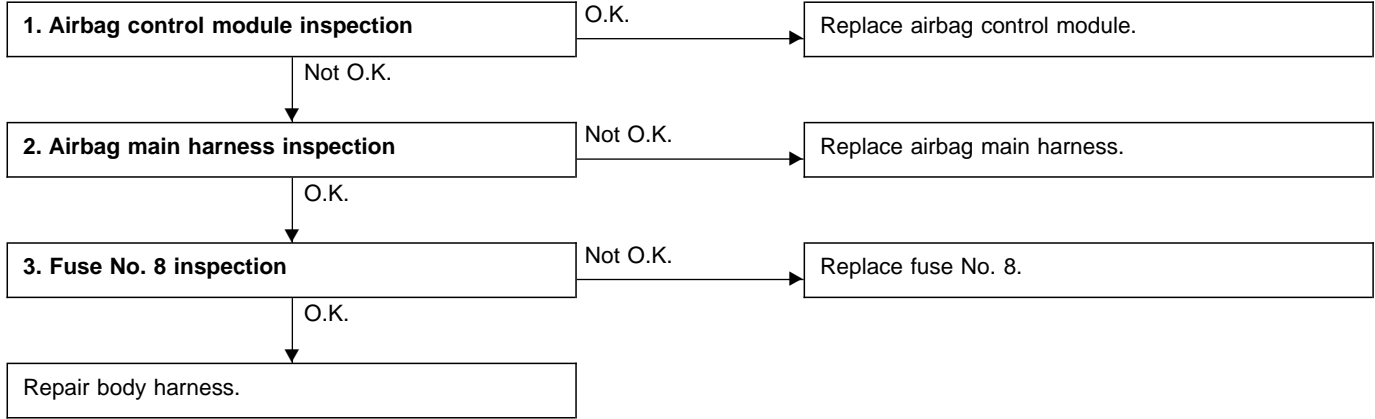 1. Airbag control module inspection
O.K.
Replace airbag control module.
Not O.K.
2. Airbag main harness inspection
Not O.K.
Replace airbag main harness.
O.K.
3. Fuse No. 8 inspection
Not O.K.
Replace fuse No. 8.
O.K.
Repair body harness.